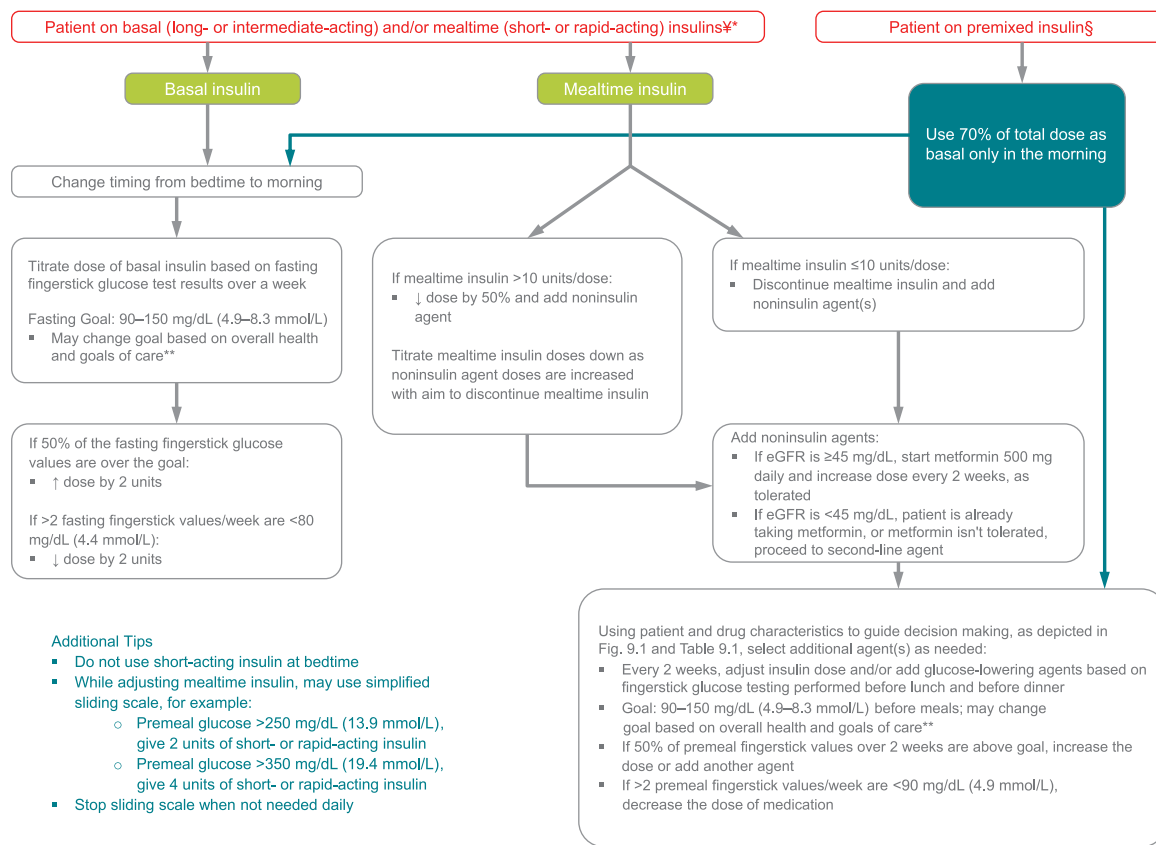 Patient on basal (long- or intermediate-acting) and/or mealtime (short- or rapid-acting) insulins¥*
Patient on premixed insulin§
Basal insulin
Mealtime insulin
Use 70% of total dose as
basal only in the morning
Change timing from bedtime to morning
Titrate dose of basal insulin based on fasting
fingerstick glucose test results over a week
Fasting Goal: 90–150 mg/dL (4.9–8.3 mmol/L)
▪ May change goal based on overall health
and goals of care**
If mealtime insulin >10 units/dose:
▪ ↓ dose by 50% and add noninsulin
agent
Titrate mealtime insulin doses down as
noninsulin agent doses are increased
with aim to discontinue mealtime insulin
If mealtime insulin ≤10 units/dose:
▪ Discontinue mealtime insulin and add
noninsulin agent(s)
If 50% of the fasting fingerstick glucose
values are over the goal:
▪ ↑ dose by 2 units
If >2 fasting fingerstick values/week are <80
mg/dL (4.4 mmol/L):
▪ ↓ dose by 2 units
Add noninsulin agents:
▪ If eGFR is ≥45 mg/dL, start metformin 500 mg
daily and increase dose every 2 weeks, as
tolerated
▪ If eGFR is <45 mg/dL, patient is already
taking metformin, or metformin isn't tolerated,
proceed to second-line agent
Additional Tips
▪ Do not use short-acting insulin at bedtime
▪ While adjusting mealtime insulin, may use simplified
sliding scale, for example:
○ Premeal glucose >250 mg/dL (13.9 mmol/L),
give 2 units of short- or rapid-acting insulin
○ Premeal glucose >350 mg/dL (19.4 mmol/L),
give 4 units of short- or rapid-acting insulin
▪ Stop sliding scale when not needed daily
Using patient and drug characteristics to guide decision making, as depicted in
Fig. 9.1 and Table 9.1, select additional agent(s) as needed:
▪ Every 2 weeks, adjust insulin dose and/or add glucose-lowering agents based on
fingerstick glucose testing performed before lunch and before dinner
▪ Goal: 90–150 mg/dL (4.9–8.3 mmol/L) before meals; may change
goal based on overall health and goals of care**
▪ If 50% of premeal fingerstick values over 2 weeks are above goal, increase the
dose or add another agent
▪ If >2 premeal fingerstick values/week are <90 mg/dL (4.9 mmol/L),
decrease the dose of medication